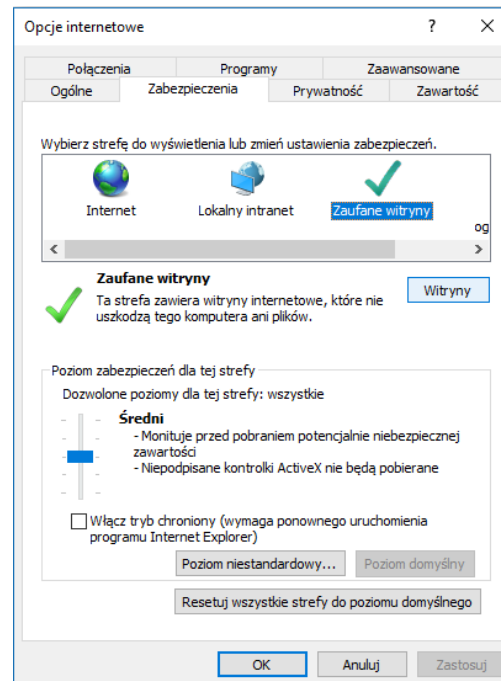 Opcje internetowe
Połączenia Programy Zaawansowane
Ogólne Zabezpieczenia Prywatność Zawartość
Wybierz strefę do wyświetlenia lub zmień ustawienia zabezpieczeń.
Internet Lokalny intranet Zaufane witryny
og
Zaufane witryny
Ta strefa zawiera witryny internetowe, które nie
uszkodzą tego komputera ani plików.
Witryny
Poziom zabezpieczeń dla tej strefy
Dozwolone poziomy dla tej strefy: wszystkie
Średni
- Monituje przed pobraniem potencjalnie niebezpiecznej
zawartości
- Niepodpisane kontrolki ActiveX nie będą pobierane
Włącz tryb chroniony (wymaga ponownego uruchomienia
programu Internet Explorer)
Poziom niestandardowy... Poziom domyślny
Resetuj wszystkie strefy do poziomu domyślnego
OK Anuluj Zastosuj